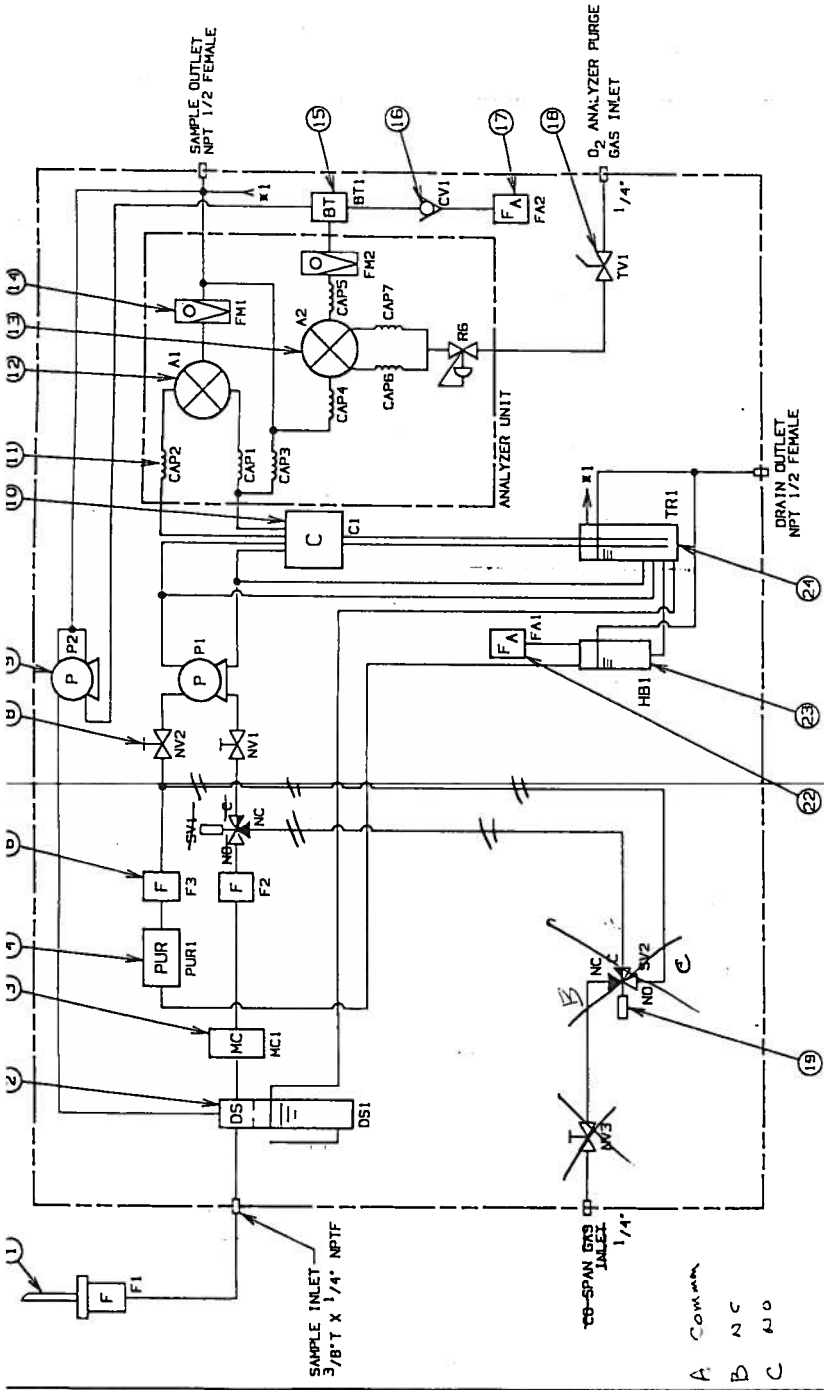 14
13
12
11
10
9
8
6
4
3
2
1
SAMPLE OUTLET
NPT 1/2 FEMALE
*1
15
BT
BT1
16
CV1
17
FA
FA2
18
O2 ANALYZER PURGE
GAS INLET
1/4"
TV1
FM1
A1
CAP2
CAP1
CAP3
A2
FM2
CAP5
CAP7
CAP4
CAP6
R6
ANALYZER UNIT
C
C1
P2
P
P1
P
NV2
NV1
SV1
C
NC
NO
F
F3
F
F2
PUR
PUR1
MC
MC1
DS
DS1
F
F1
SAMPLE INLET
3/8"T X 1/4" NPTF
*1
TR1
24
DRAIN OUTLET
NPT 1/2 FEMALE
FA
FA1
HB1
23
22
NC
C
SV2
NO
B
C
19
NV3
CO SPAN GAS
INLET
1/4"
A Common
B NC
C NO